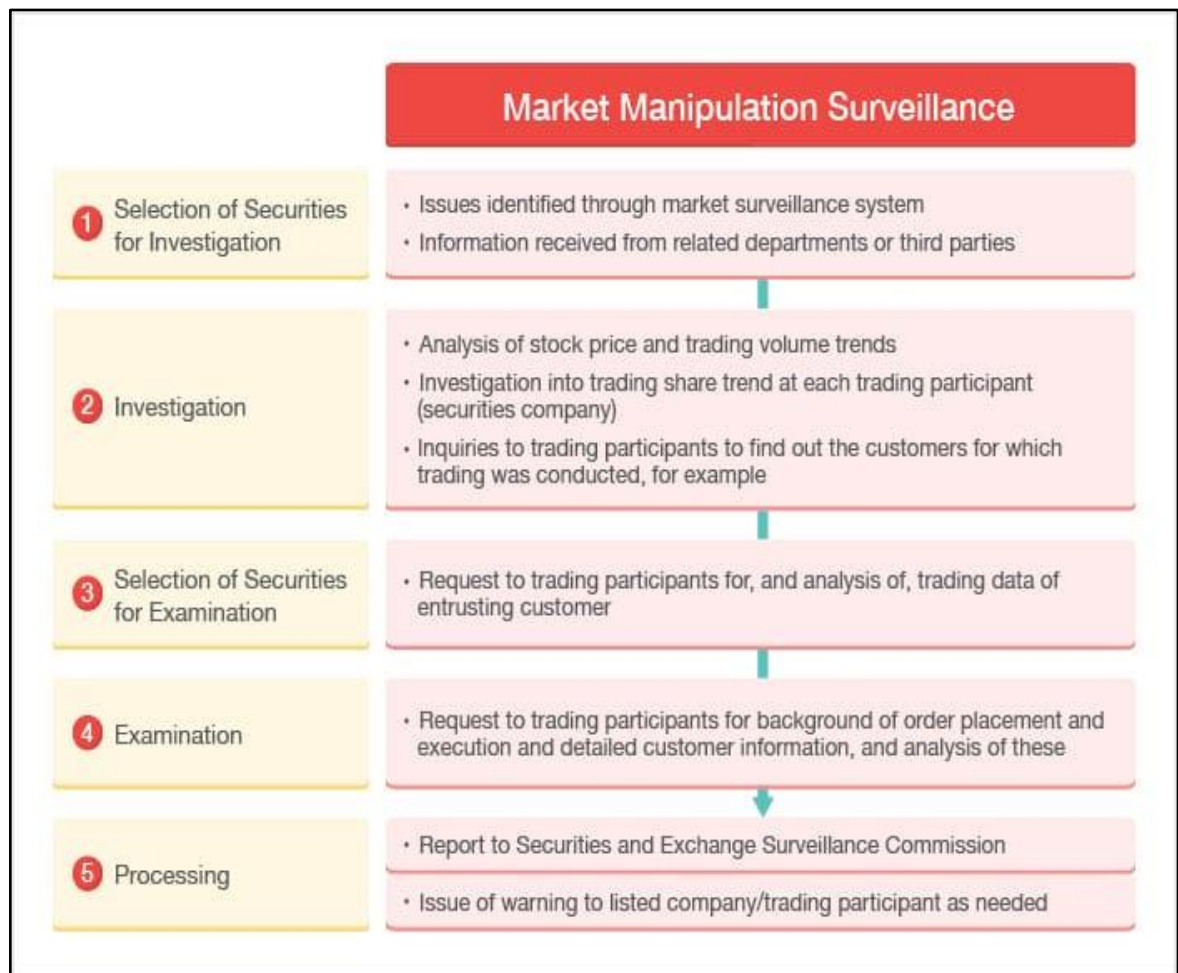 Market Manipulation Surveillance
1 Selection of Securities
for Investigation
• Issues identified through market surveillance system
• Information received from related departments or third parties
2 Investigation
• Analysis of stock price and trading volume trends
• Investigation into trading share trend at each trading participant
(securities company)
• Inquiries to trading participants to find out the customers for which
trading was conducted, for example
3 Selection of Securities
for Examination
• Request to trading participants for, and analysis of, trading data of
entrusting customer
4 Examination
• Request to trading participants for background of order placement and
execution and detailed customer information, and analysis of these
5 Processing
• Report to Securities and Exchange Surveillance Commission
• Issue of warning to listed company/trading participant as needed